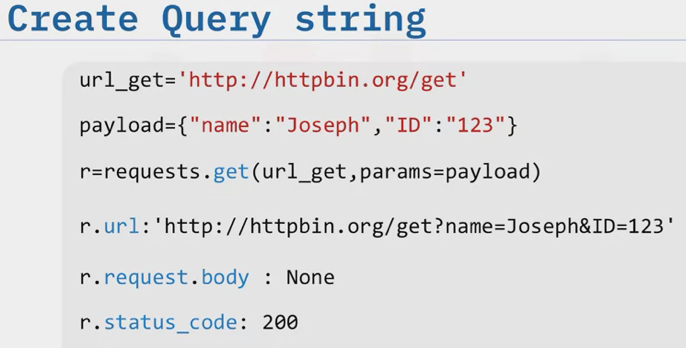 Create Query string
url_get='http://httpbin.org/get'
payload={"name":"Joseph","ID":"123"}
r=requests.get(url_get,params=payload)
r.url:'http://httpbin.org/get?name=Joseph&ID=123'
r.request.body : None
r.status_code: 200